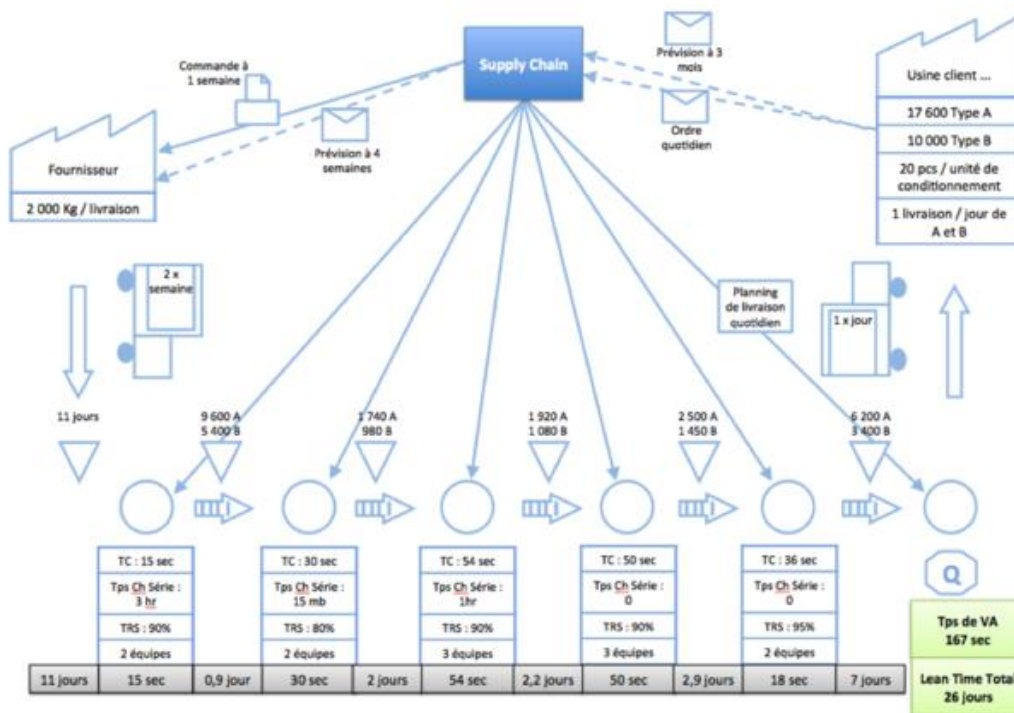 Supply Chain
Commande à
1 semaine
Prévision à 4
semaines
Prévision à 3
mois
Ordre
quotidien
Fournisseur
2 000 Kg / livraison
Usine client ...
17 600 Type A
10 000 Type B
20 pcs / unité de
conditionnement
1 livraison / jour de
A et B
2 x
semaine
Planning
de livraison
quotidien
1 x jour
11 jours
9 600 A
5 400 B
1 740 A
980 B
1 920 A
1 080 B
2 500 A
1 450 B
6 200 A
3 400 B
TC : 15 sec
Tps Ch Série :
3 hr
TRS : 90%
2 équipes
TC : 30 sec
Tps Ch Série :
15 mb
TRS : 80%
2 équipes
TC : 54 sec
Tps Ch Série :
1hr
TRS : 90%
3 équipes
TC : 50 sec
Tps Ch Série :
0
TRS : 90%
3 équipes
TC : 36 sec
Tps Ch Série :
0
TRS : 95%
2 équipes
Q
Tps de VA
167 sec
11 jours
15 sec
0,9 jour
30 sec
2 jours
54 sec
2,2 jours
50 sec
2,9 jours
18 sec
7 jours
Lean Time Total
26 jours